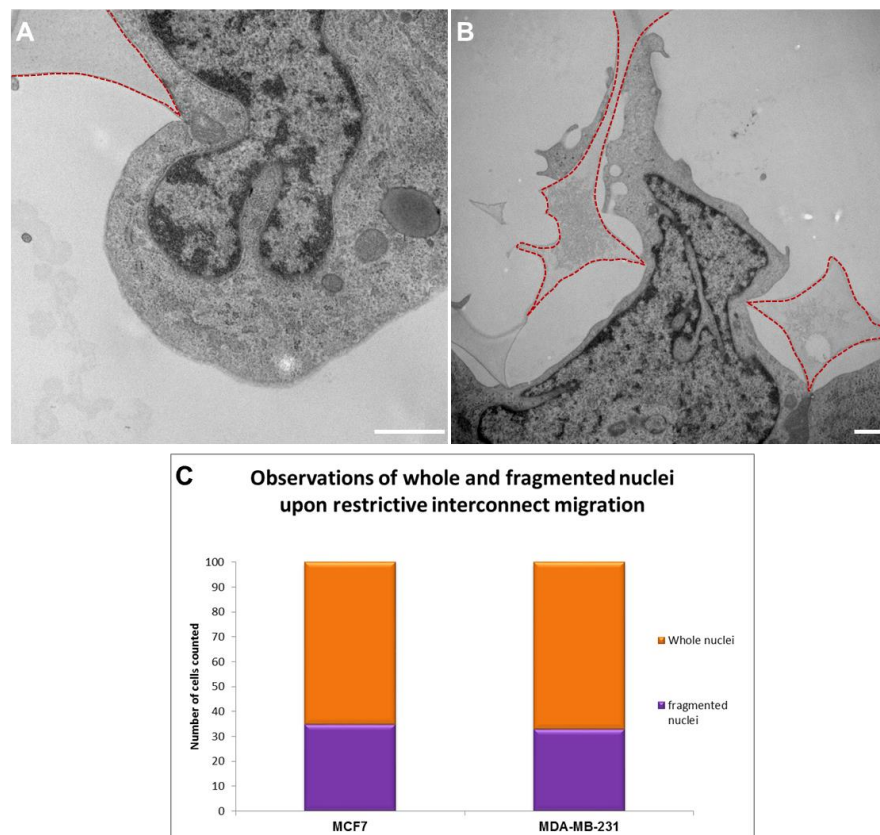 A
B
C
Observations of whole and fragmented nuclei
upon restrictive interconnect migration
Number of cells counted
100
90
80
70
60
50
40
30
20
10
0
MCF7
MDA-MB-231
Whole nuclei
fragmented
nuclei